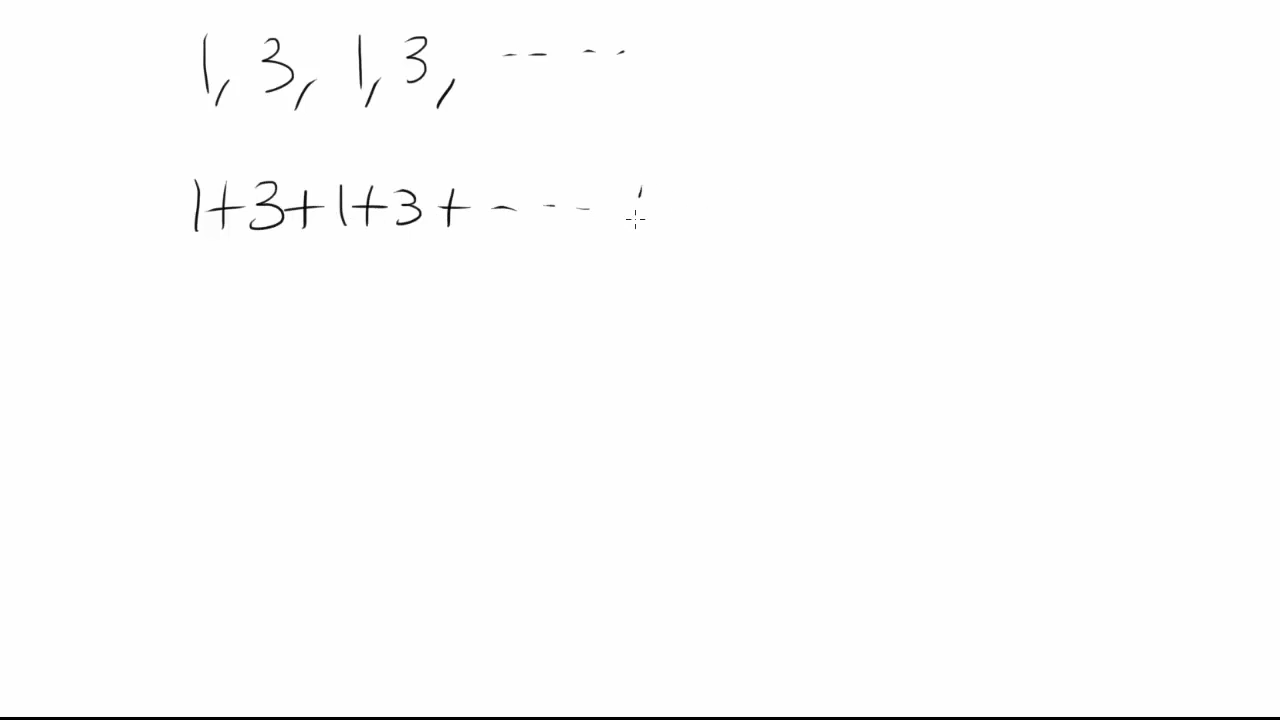 1, 3, 1, 3, -- --
1+3+1+3+ - - -